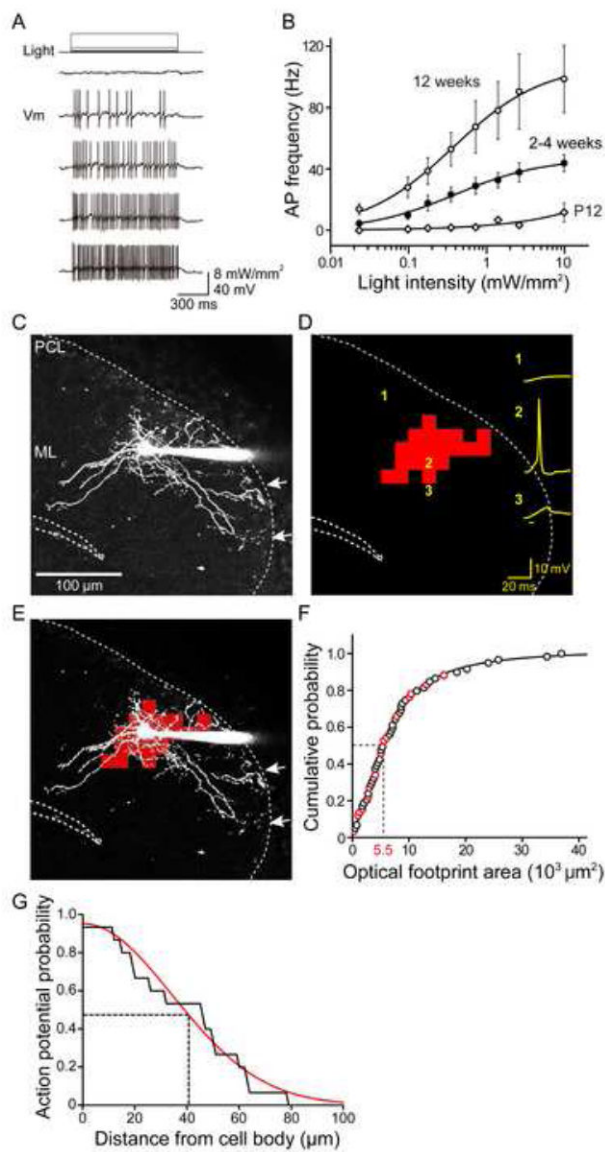 A
Light
Vm
8 mW/mm²
40 mV
300 ms
B
AP frequency (Hz)
120
80
40
0
12 weeks
2-4 weeks
P12
0.01
0.1
1
10
Light intensity (mW/mm²)
C
PCL
ML
100 µm
D
1
2
3
1
2
3
10 mV
20 ms
E
F
Cumulative probability
1.0
0.8
0.6
0.4
0.2
0
0
5.5
10
20
30
40
Optical footprint area (10³ µm²)
G
Action potential probability
1.0
0.8
0.6
0.4
0.2
0
0
20
40
60
80
100
Distance from cell body (µm)